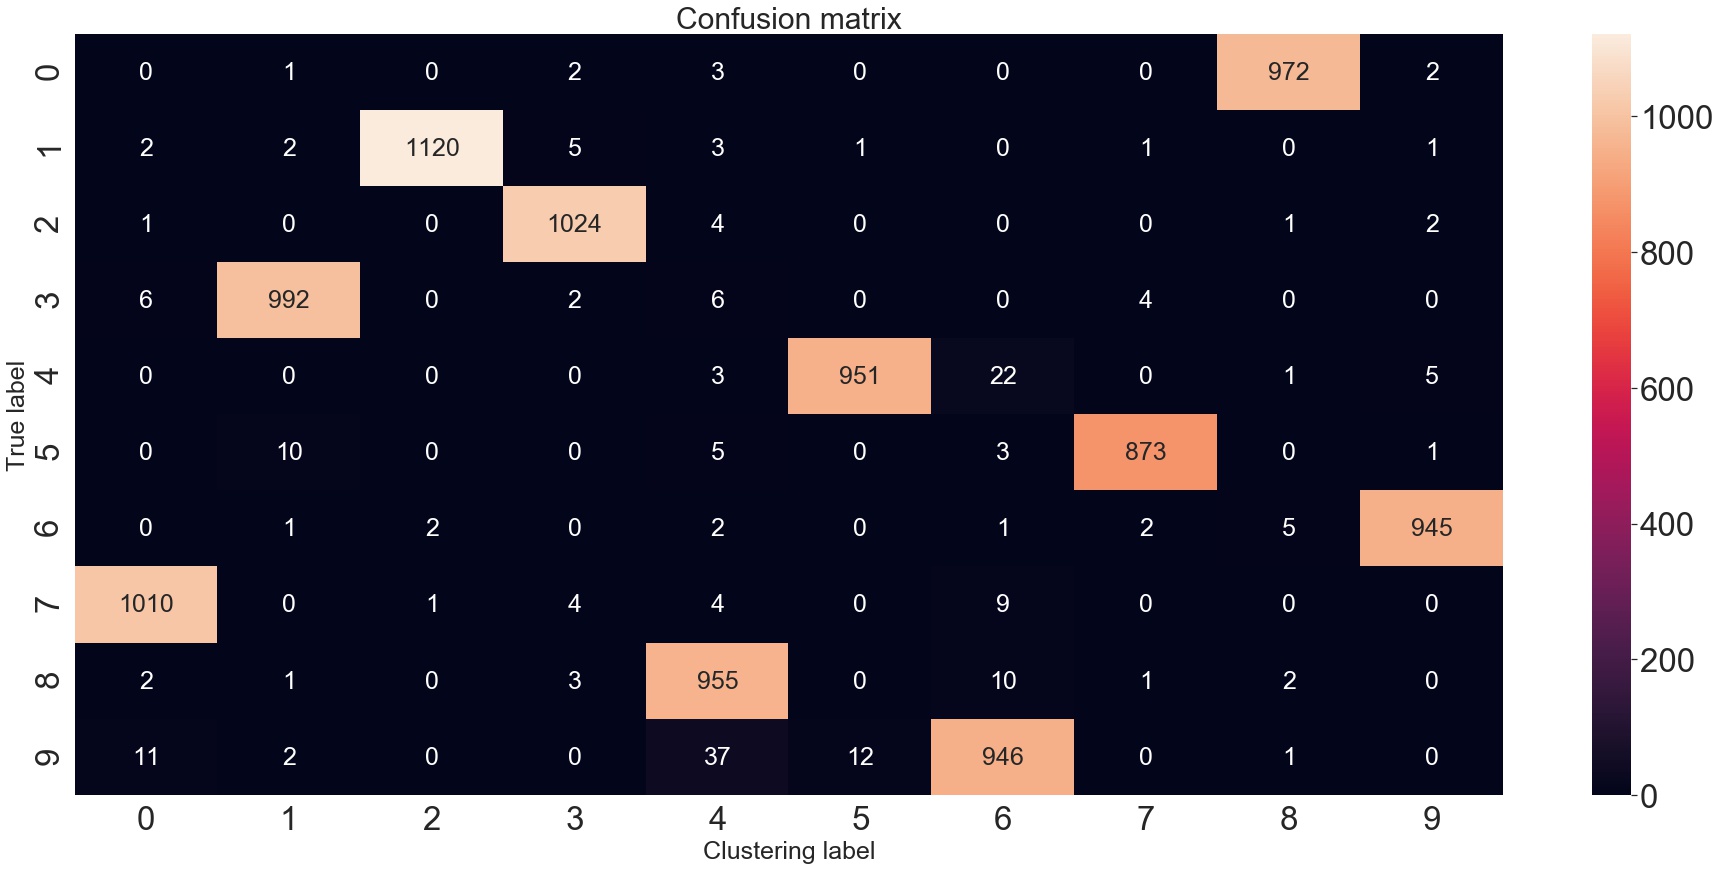 Confusion matrix
0 0 1 0 2 3 0 0 0 972 2
1 2 2 1120 5 3 1 0 1 0 1
2 1 0 0 1024 4 0 0 0 1 2
3 6 992 0 2 6 0 0 4 0 0
4 0 0 0 0 3 951 22 0 1 5
5 0 10 0 0 5 0 3 873 0 1
6 0 1 2 0 2 0 1 2 5 945
7 1010 0 1 4 4 0 9 0 0 0
8 2 1 0 3 955 0 10 1 2 0
9 11 2 0 0 37 12 946 0 1 0
0 1 2 3 4 5 6 7 8 9
Clustering label
True label
1000
800
600
400
200
0